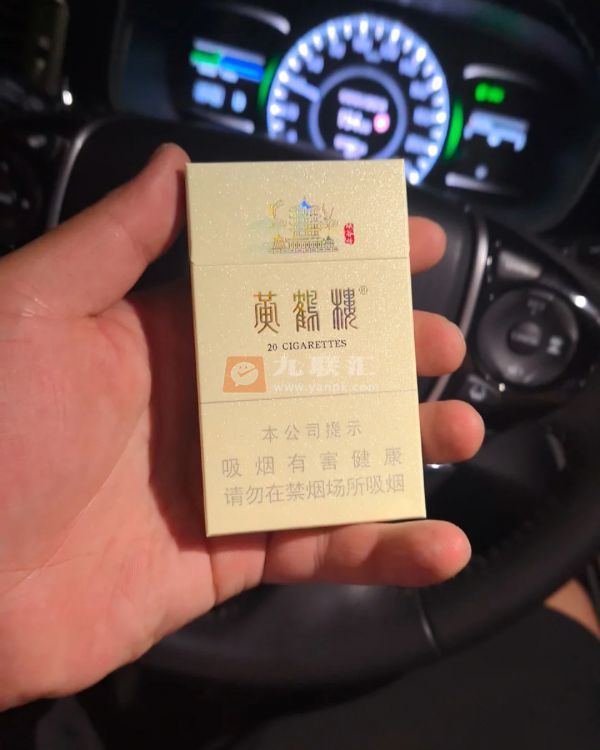 黄鹤楼®
20 CIGARETTES
九联汇
www.yanpk.com
本公司提示
吸烟有害健康
请勿在禁烟场所吸烟